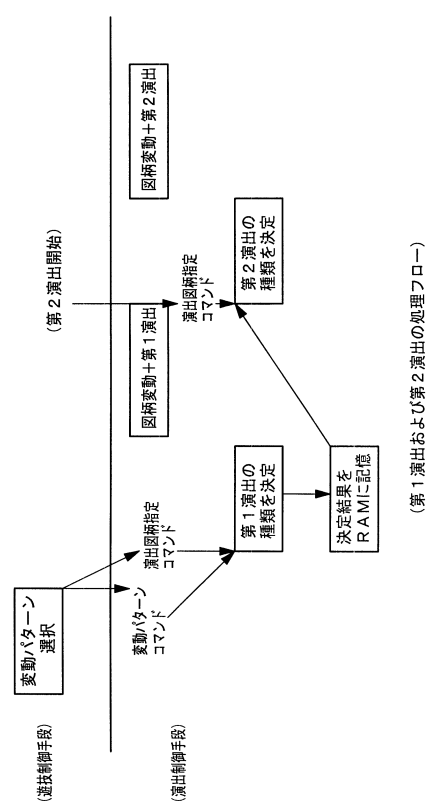 (遊技制御手段)
変動パターン
選択
(第2演出開始)
(演出制御手段)
変動パターン
コマンド
演出図柄指定
コマンド
図柄変動+第1演出
演出図柄指定
コマンド
図柄変動+第2演出
第1演出の
種類を決定
第2演出の
種類を決定
決定結果を
RAMに記憶
(第1演出および第2演出の処理フロー)